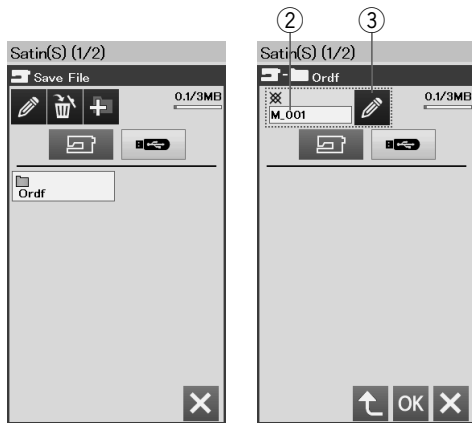 ②
③
Satin(S) (1/2)
Save File
0.1/3MB
Ordf
Satin(S) (1/2)
- Ordf
M_001
0.1/3MB
OK